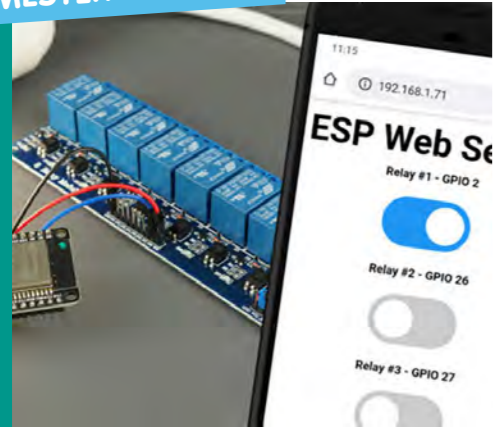 11:15
192.168.1.71
ESP Web Se
Relay #1 - GPIO 2
Relay #2 - GPIO 26
Relay #3 - GPIO 27